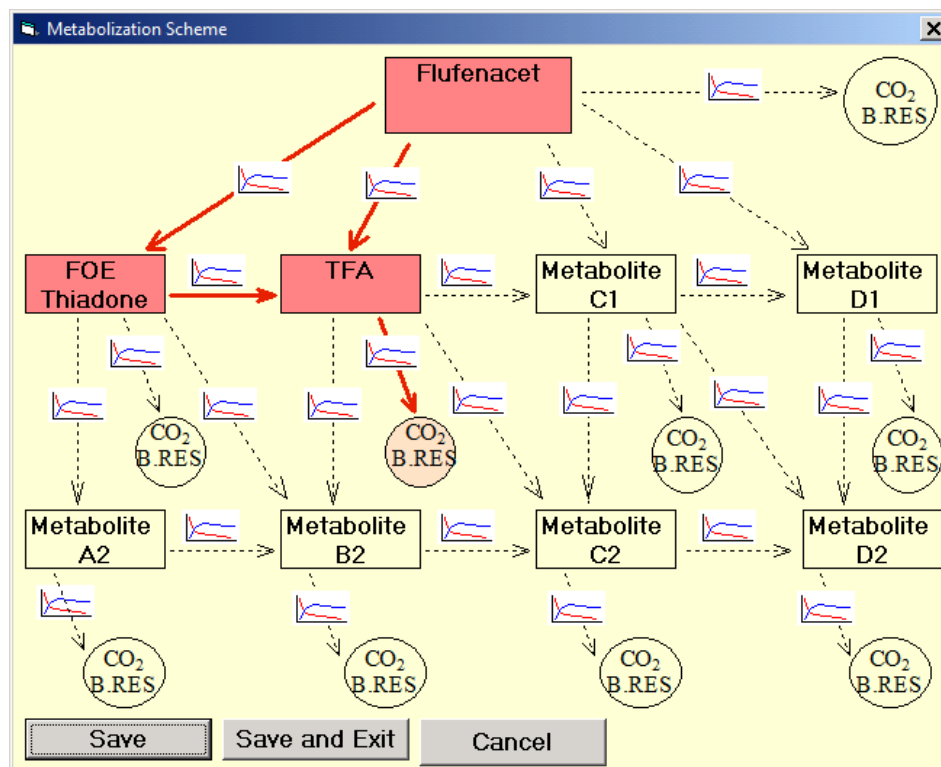 Metabolization Scheme
Flufenacet
CO2
B.RES
FOE
Thiadone
TFA
Metabolite
C1
Metabolite
D1
CO2
B.RES
CO2
B.RES
CO2
B.RES
CO2
B.RES
Metabolite
A2
Metabolite
B2
Metabolite
C2
Metabolite
D2
CO2
B.RES
CO2
B.RES
CO2
B.RES
CO2
B.RES
Save
Save and Exit
Cancel